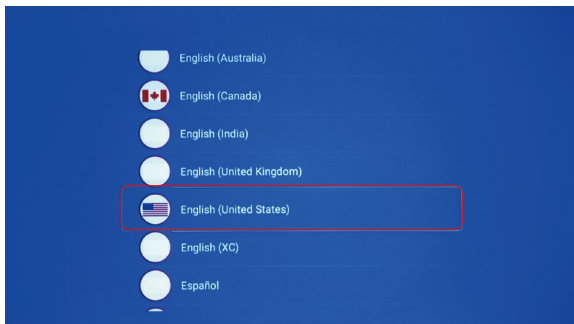 English (Australia)
English (Canada)
English (India)
English (United Kingdom)
English (United States)
English (XC)
Español